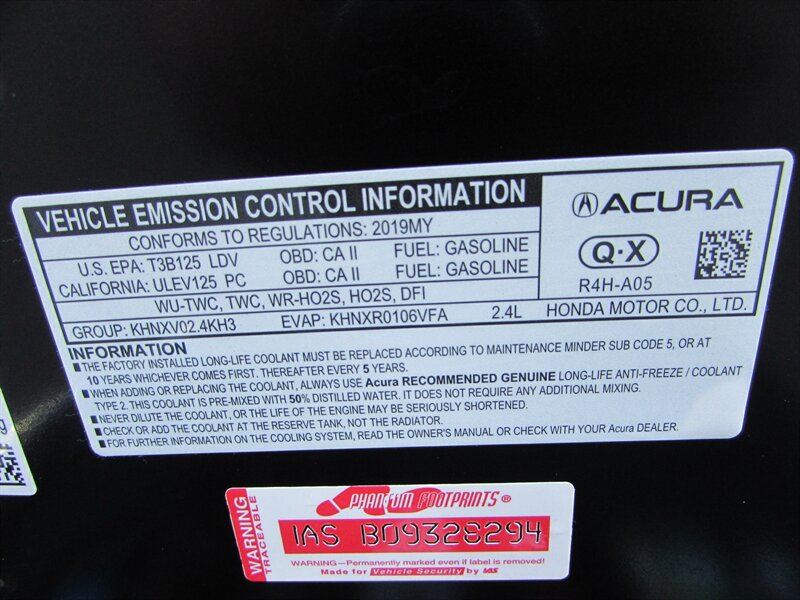 VEHICLE EMISSION CONTROL INFORMATION
CONFORMS TO REGULATIONS: 2019MY
U.S. EPA: T3B125 LDV OBD: CA II FUEL: GASOLINE
CALIFORNIA: ULEV125 PC OBD: CA II FUEL: GASOLINE
WU-TWC, TWC, WR-HO2S, HO2S, DFI
GROUP: KHNXV02.4KH3 EVAP: KHNXR0106VFA 2.4L
ACURA
Q·X
R4H-A05
HONDA MOTOR CO., LTD.
INFORMATION
■THE FACTORY INSTALLED LONG-LIFE COOLANT MUST BE REPLACED ACCORDING TO MAINTENANCE MINDER SUB CODE 5, OR AT
10 YEARS WHICHEVER COMES FIRST. THEREAFTER EVERY 5 YEARS.
■WHEN ADDING OR REPLACING THE COOLANT, ALWAYS USE Acura RECOMMENDED GENUINE LONG-LIFE ANTI-FREEZE / COOLANT
TYPE 2. THIS COOLANT IS PRE-MIXED WITH 50% DISTILLED WATER. IT DOES NOT REQUIRE ANY ADDITIONAL MIXING.
■NEVER DILUTE THE COOLANT, OR THE LIFE OF THE ENGINE MAY BE SERIOUSLY SHORTENED.
■CHECK OR ADD THE COOLANT AT THE RESERVE TANK, NOT THE RADIATOR.
■FOR FURTHER INFORMATION ON THE COOLING SYSTEM, READ THE OWNER'S MANUAL OR CHECK WITH YOUR Acura DEALER.
WARNING
TRACEABLE
PHANTOM FOOTPRINTS®
IAS B09328294
WARNING—Permanently marked even if label is removed!
Made for Vehicle Security by IAS